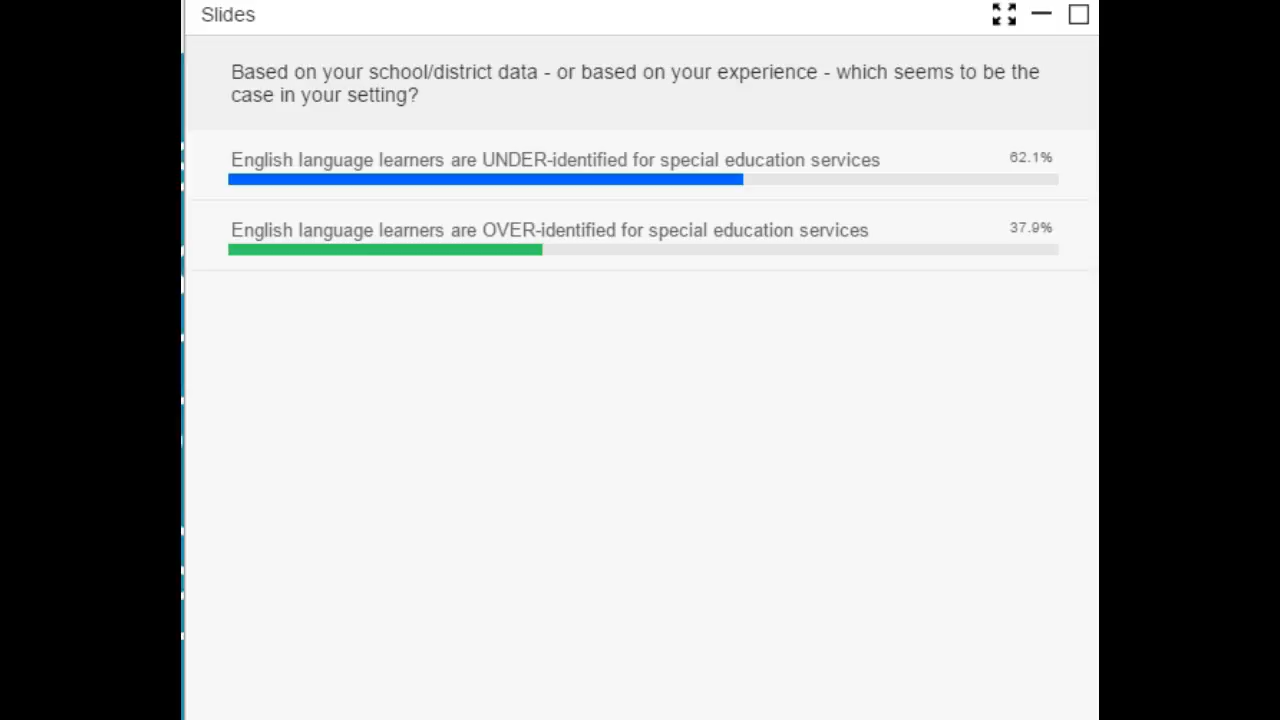 Slides
Based on your school/district data - or based on your experience - which seems to be the
case in your setting?
English language learners are UNDER-identified for special education services
62.1%
English language learners are OVER-identified for special education services
37.9%